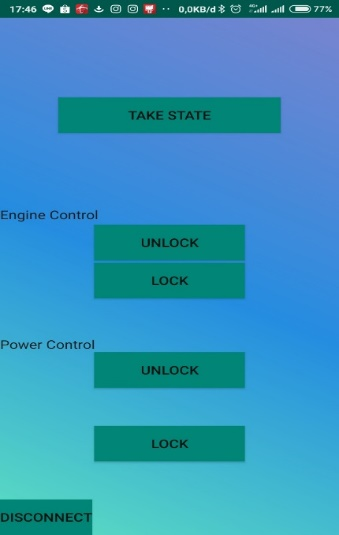 17:46 0,0KB/d 77%
TAKE STATE
Engine Control
UNLOCK
LOCK
Power Control
UNLOCK
LOCK
DISCONNECT